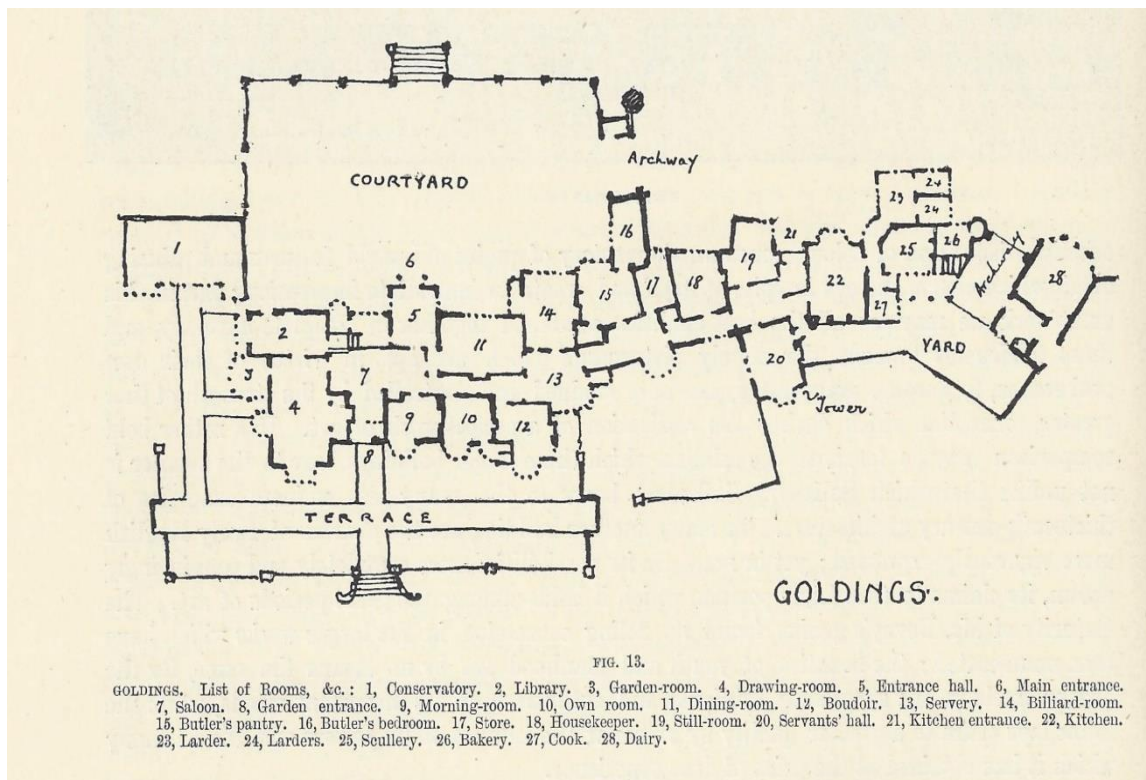 COURTYARD
Archway
1
6
16
21
23
24
24
25
26
Archway
2
5
14
15
17
18
19
22
27
28
3
7
11
YARD
4
13
20
Tower
9
10
12
8
TERRACE
GOLDINGS.
FIG. 13.
GOLDINGS. List of Rooms, &c.: 1, Conservatory. 2, Library. 3, Garden-room. 4, Drawing-room. 5, Entrance hall. 6, Main entrance.
7, Saloon. 8, Garden entrance. 9, Morning-room. 10, Own room. 11, Dining-room. 12, Boudoir. 13, Servery. 14, Billiard-room.
15, Butler's pantry. 16, Butler's bedroom. 17, Store. 18, Housekeeper. 19, Still-room. 20, Servants' hall. 21, Kitchen entrance. 22, Kitchen.
23, Larder. 24, Larders. 25, Scullery. 26, Bakery. 27, Cook. 28, Dairy.